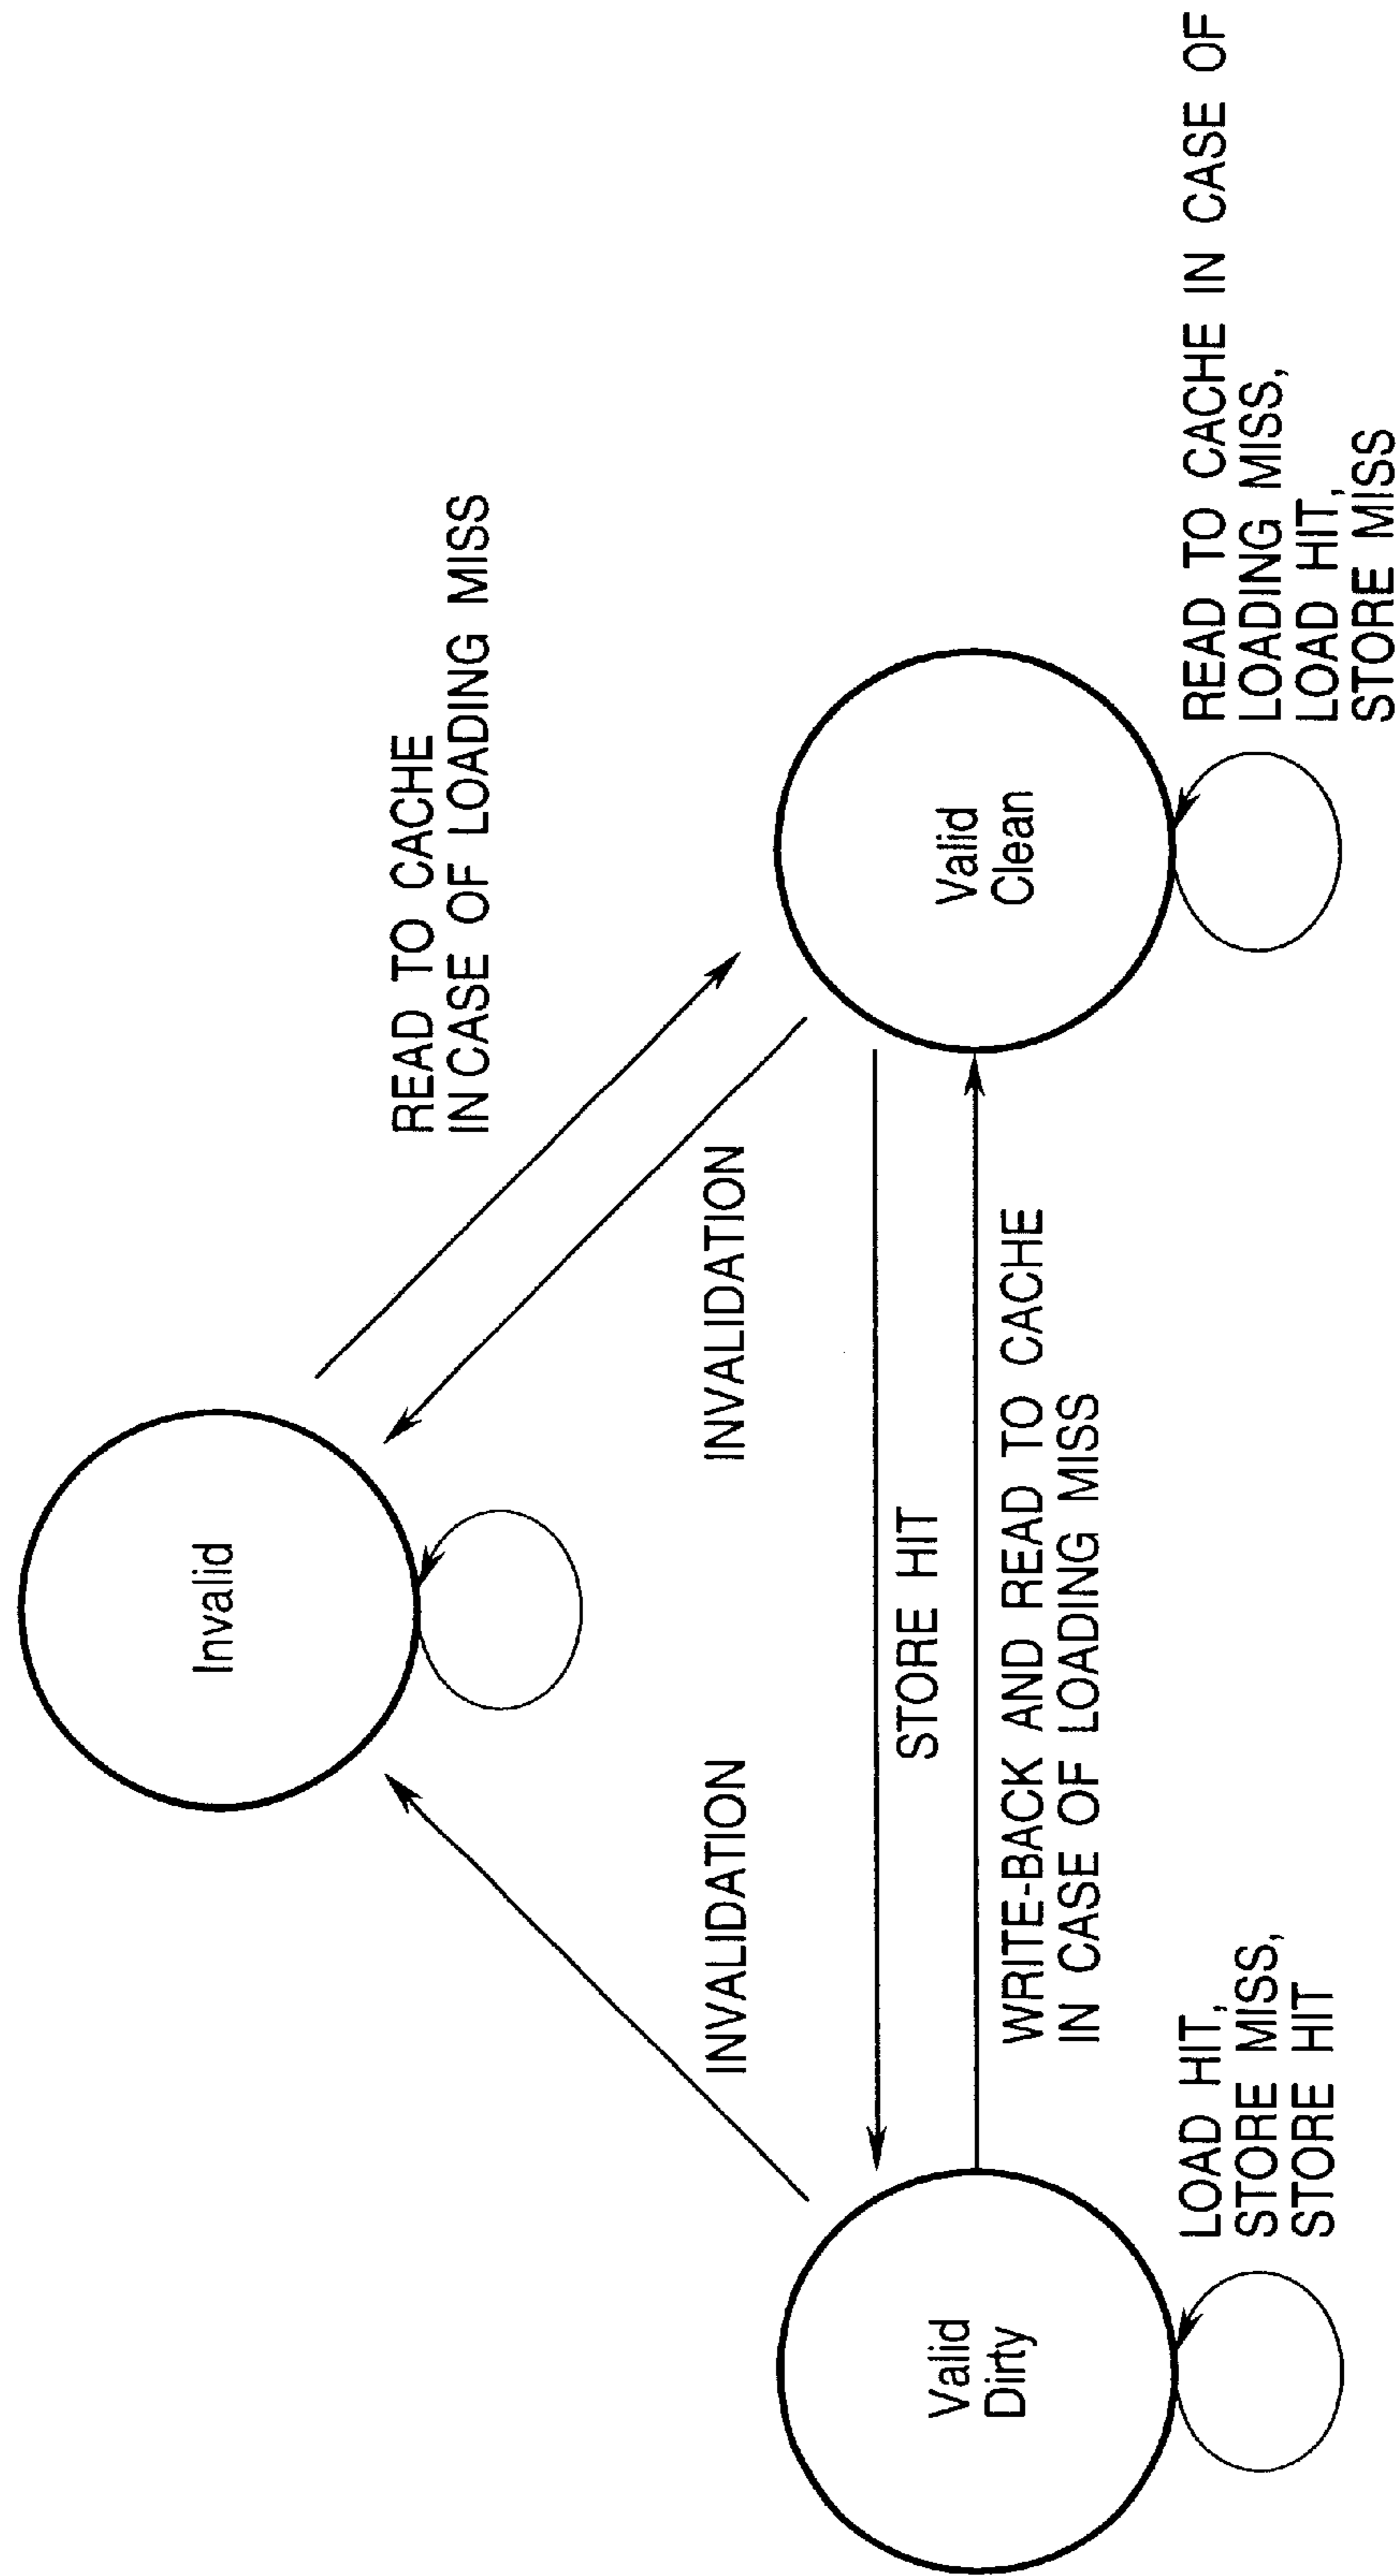 Invalid
READ TO CACHE
IN CASE OF LOADING MISS
INVALIDATION
INVALIDATION
STORE HIT
Valid
Dirty
Valid
Clean
WRITE-BACK AND READ TO CACHE
IN CASE OF LOADING MISS
LOAD HIT,
STORE MISS,
STORE HIT
READ TO CACHE IN CASE OF
LOADING MISS,
LOAD HIT,
STORE MISS